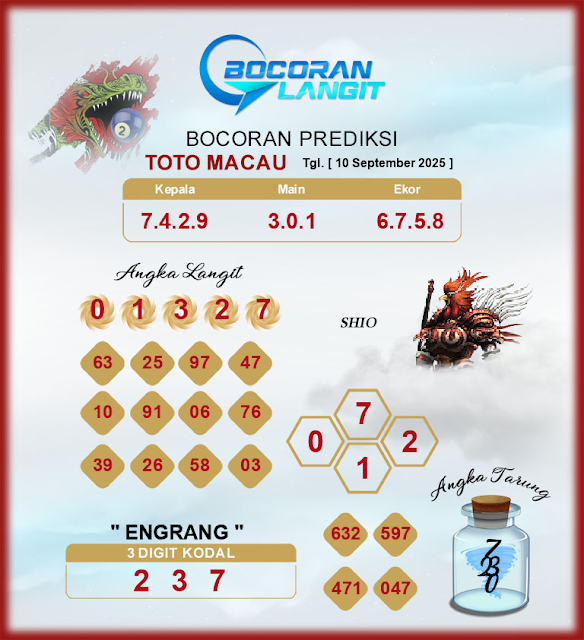 BOCORAN
LANGIT
BOCORAN PREDIKSI
TOTO MACAU Tgl. [ 10 September 2025 ]
Kepala Main Ekor
7.4.2.9 3.0.1 6.7.5.8
Angka Langit
0 1 3 2 7
SHIO
63 25 97 47
10 91 06 76
39 26 58 03
7
0 2
1
Angka Tarung
" ENGRANG "
3 DIGIT KODAL
2 3 7
632 597
471 047
7
2